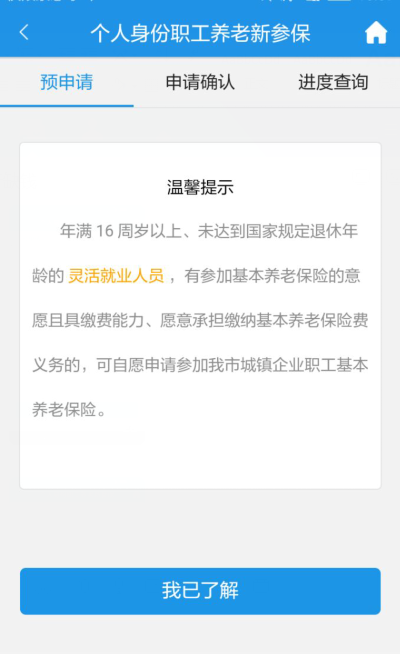 个人身份职工养老新参保
预申请 申请确认 进度查询
温馨提示
年满 16 周岁以上、未达到国家规定退休年
龄的 灵活就业人员 ，有参加基本养老保险的意
愿且具缴费能力、愿意承担缴纳基本养老保险费
义务的，可自愿申请参加我市城镇企业职工基本
养老保险。
我已了解